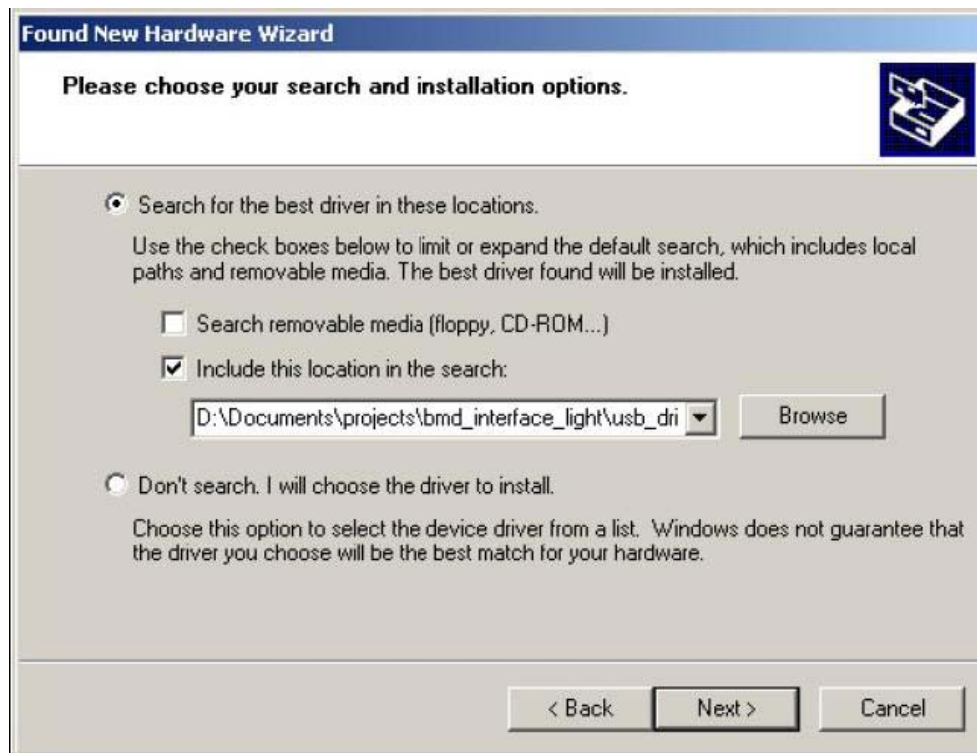 Found New Hardware Wizard
Please choose your search and installation options.
Search for the best driver in these locations.
Use the check boxes below to limit or expand the default search, which includes local
paths and removable media. The best driver found will be installed.
Search removable media (floppy, CD-ROM...)
Include this location in the search:
D:\Documents\projects\bmd_interface_light\usb_dri
Browse
Don't search. I will choose the driver to install.
Choose this option to select the device driver from a list. Windows does not guarantee that
the driver you choose will be the best match for your hardware.
< Back
Next >
Cancel